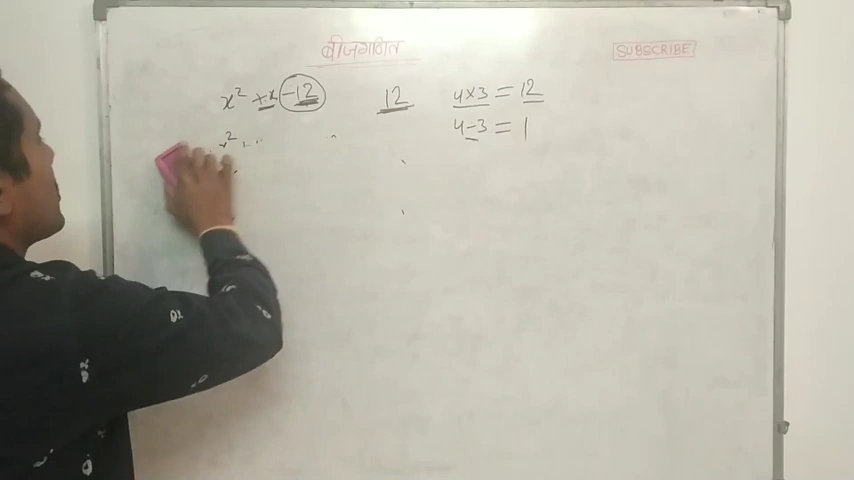 बीजगणित
SUBSCRIBE
x² + x - 12
12
4×3 = 12
4-3 = 1
x²